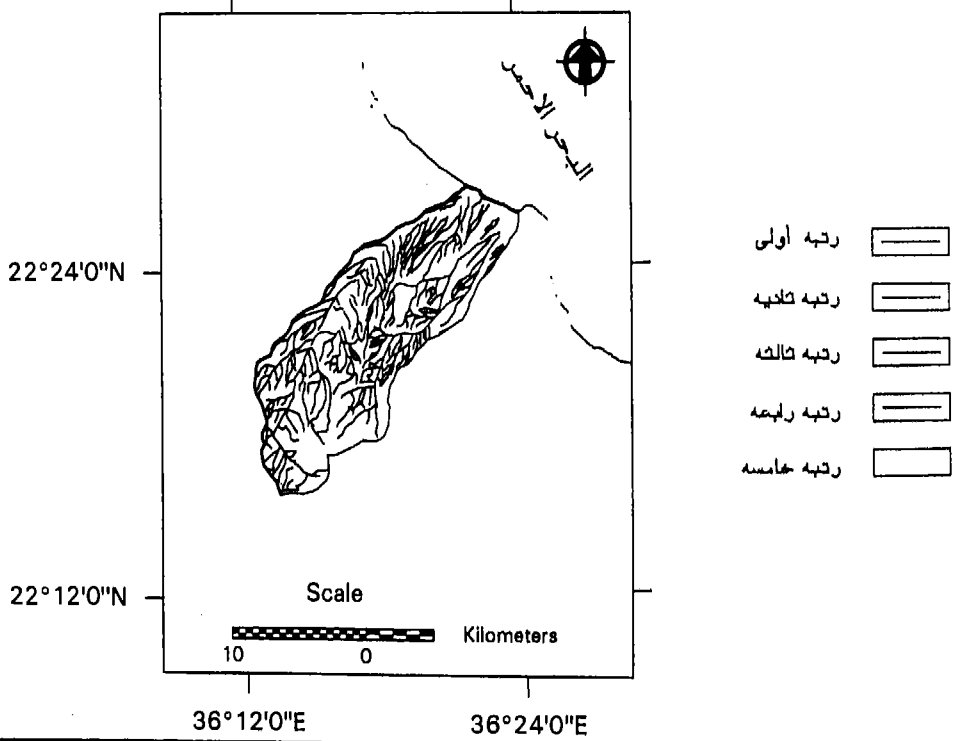 البحر الاحمر
22°24'0"N
22°12'0"N
رتبه أولى
رتبه ثانيه
رتبه ثالثه
رتبه رابعه
رتبه خامسه
Scale
Kilometers
10 0
36°12'0"E 36°24'0"E